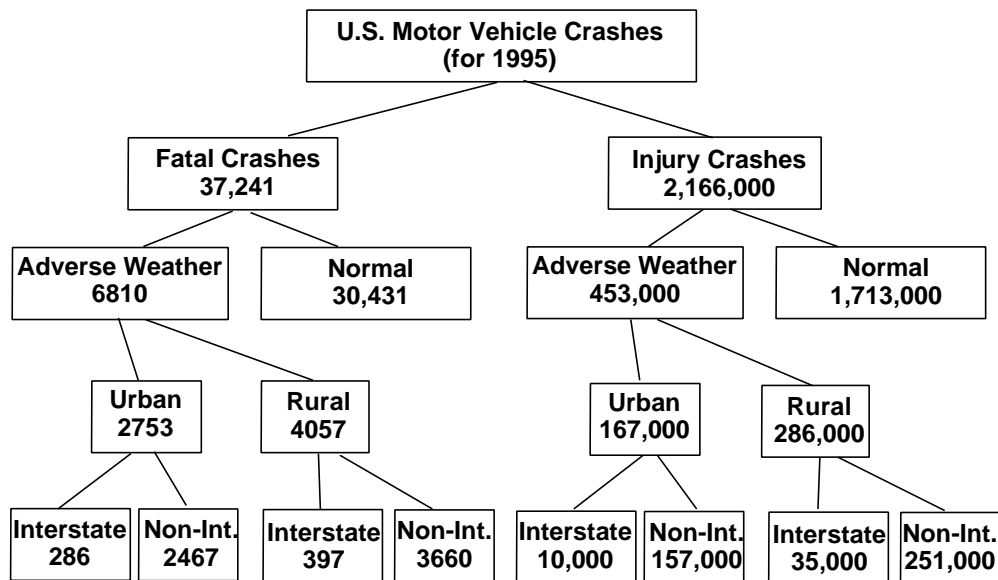 U.S. Motor Vehicle Crashes
(for 1995)
Fatal Crashes
37,241
Injury Crashes
2,166,000
Adverse Weather
6810
Normal
30,431
Adverse Weather
453,000
Normal
1,713,000
Urban
2753
Rural
4057
Urban
167,000
Rural
286,000
Interstate
286
Non-Int.
2467
Interstate
397
Non-Int.
3660
Interstate
10,000
Non-Int.
157,000
Interstate
35,000
Non-Int.
251,000